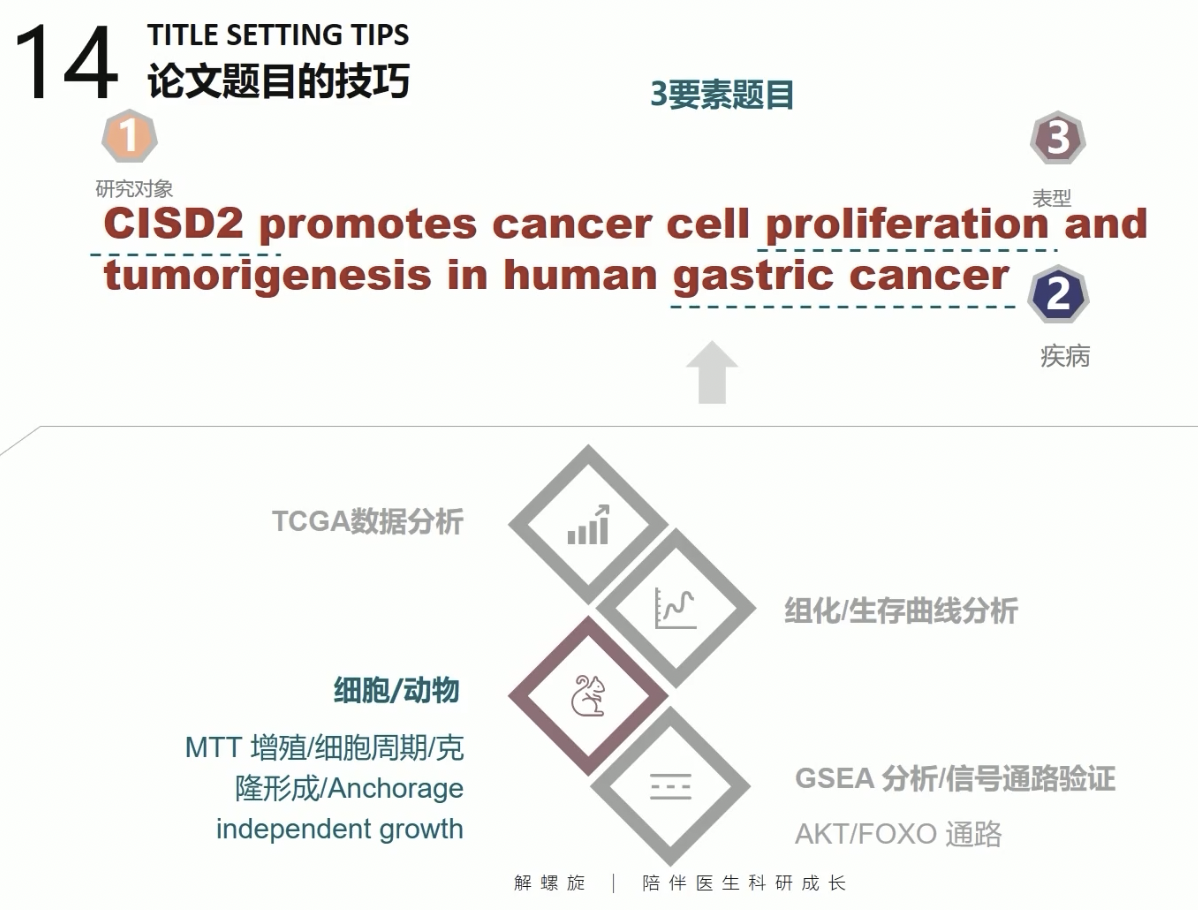 14
TITLE SETTING TIPS
论文题目的技巧
3要素题目
1
研究对象
3
表型
CISD2 promotes cancer cell proliferation and
tumorigenesis in human gastric cancer
2
疾病
TCGA数据分析
组化/生存曲线分析
细胞/动物
MTT 增殖/细胞周期/克
隆形成/Anchorage
independent growth
GSEA 分析/信号通路验证
AKT/FOXO 通路
解螺旋 | 陪伴医生科研成长